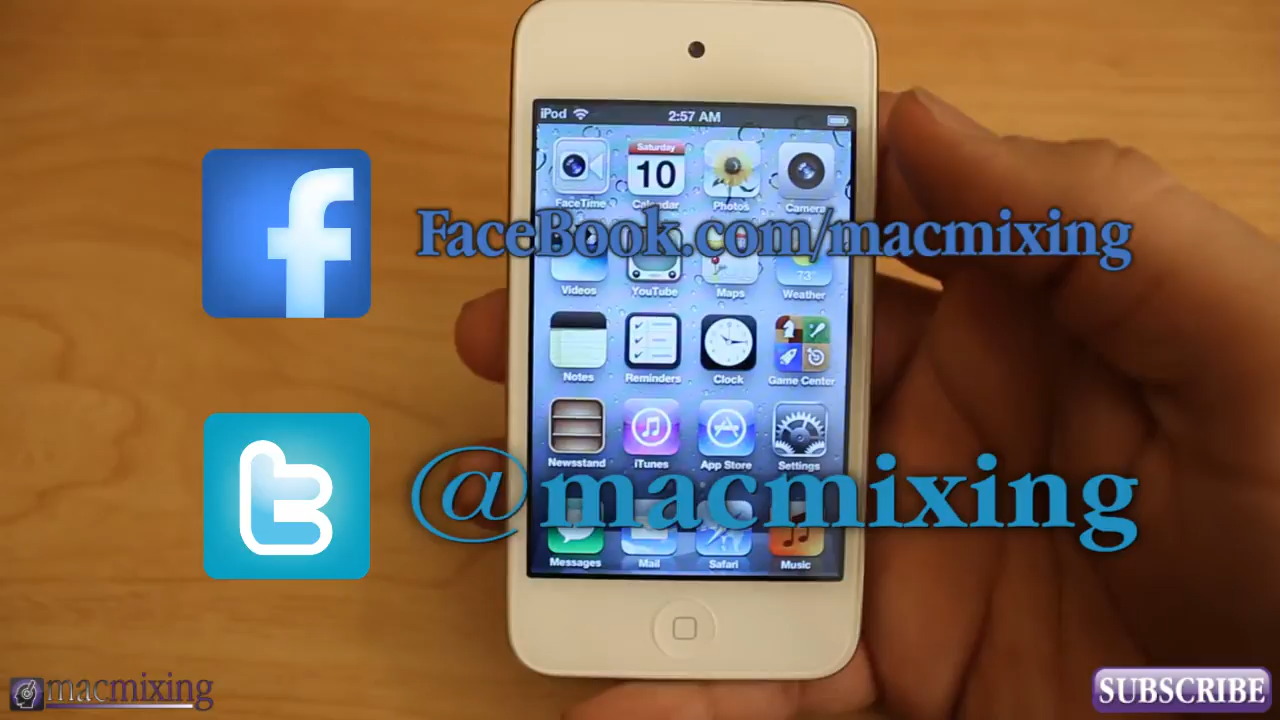 iPod 2:57 AM
Saturday
10
FaceTime Calendar Photos Camera
FaceBook.com/macmixing
Videos YouTube Maps Weather
73°
Notes Reminders Clock Game Center
Newsstand iTunes App Store Settings
@macmixing
Messages Mail Safari Music
macmixing
SUBSCRIBE